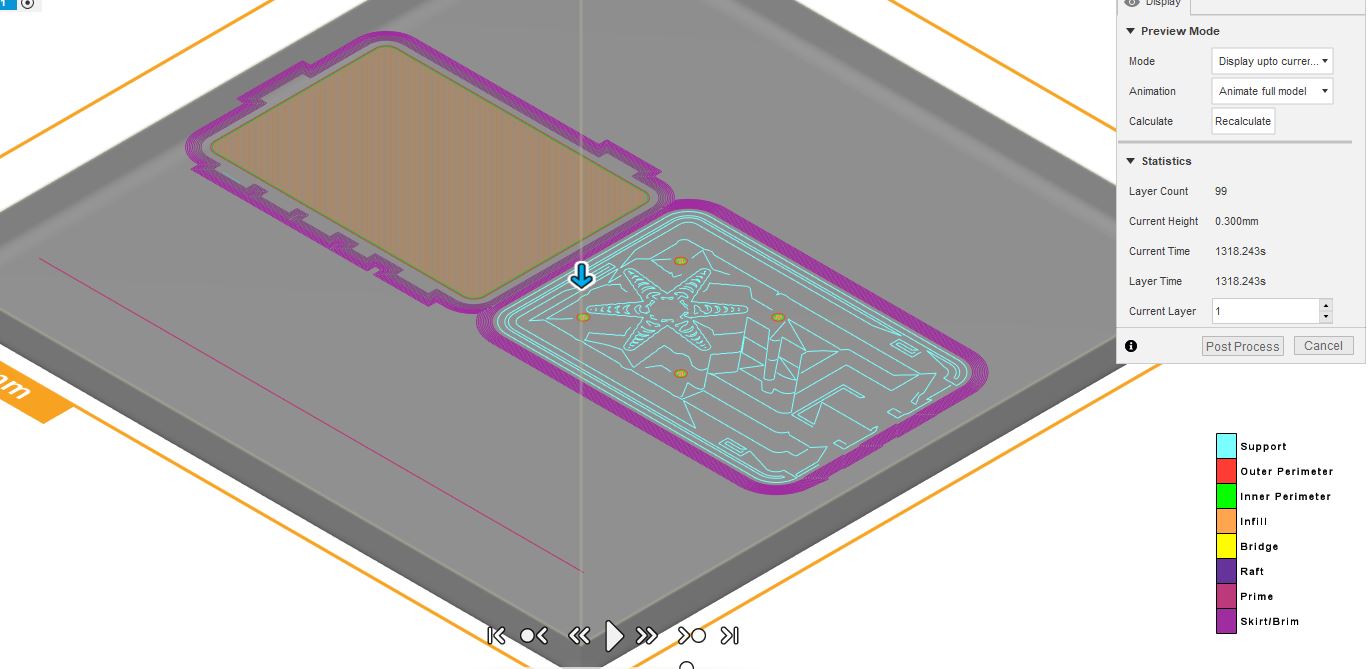 1
Display
Preview Mode
Mode Display upto currer...
Animation Animate full model
Calculate Recalculate
Statistics
Layer Count 99
Current Height 0.300mm
Current Time 1318.243s
Layer Time 1318.243s
Current Layer 1
Post Process Cancel
Support
Outer Perimeter
Inner Perimeter
Infill
Bridge
Raft
Prime
Skirt/Brim